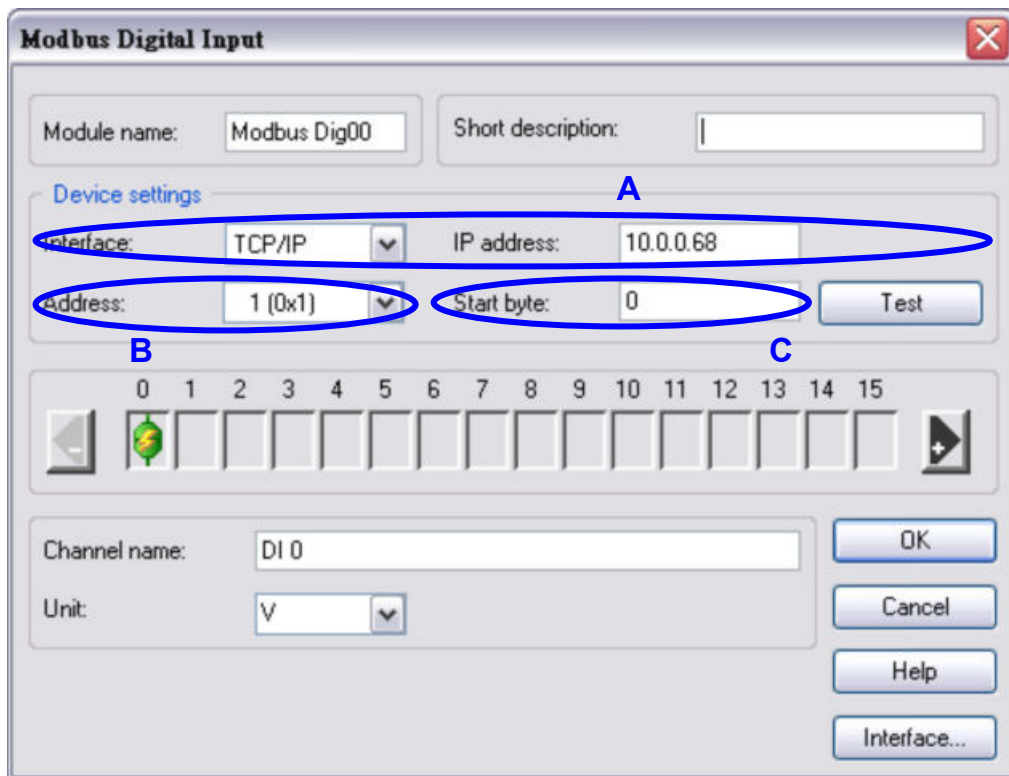 Modbus Digital Input
Module name: Modbus Dig00 Short description:
Device settings
A
Interface: TCP/IP IP address: 10.0.0.68
Address: 1 (0x1) Start byte: 0 Test
B C
0 1 2 3 4 5 6 7 8 9 10 11 12 13 14 15
- +
Channel name: DI 0 OK
Unit: V Cancel
Help
Interface...